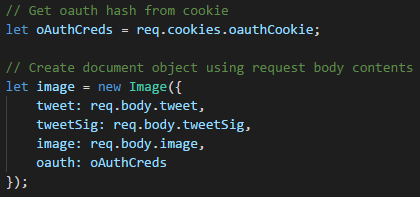 // Get oauth hash from cookie
let oAuthCreds = req.cookies.oauthCookie;
// Create document object using request body contents
let image = new Image({
tweet: req.body.tweet,
tweetSig: req.body.tweetSig,
image: req.body.image,
oauth: oAuthCreds
});